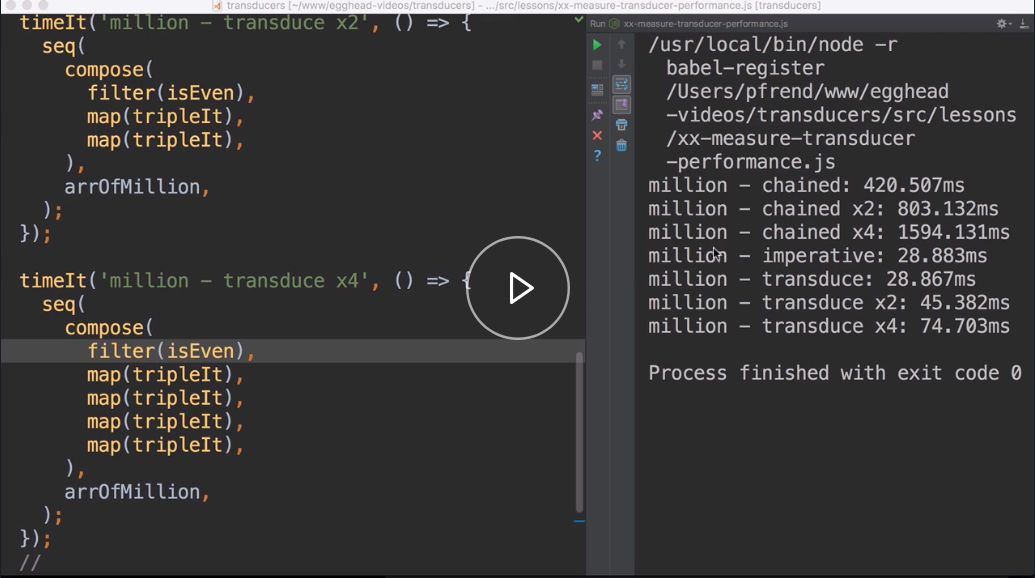 transducers [~/www/egghead-videos/transducers] - .../src/lessons/xx-measure-transducer-performance.js [transducers]
timeIt('million - transduce x2', () => {
seq(
compose(
filter(isEven),
map(tripleIt),
map(tripleIt),
),
arrOfMillion,
);
});
timeIt('million - transduce x4', () => {
seq(
compose(
filter(isEven),
map(tripleIt),
map(tripleIt),
map(tripleIt),
map(tripleIt),
),
arrOfMillion,
);
});
//
Run xx-measure-transducer-performance.js
/usr/local/bin/node -r
babel-register
/Users/pfrend/www/egghead
-videos/transducers/src/lessons
/xx-measure-transducer
-performance.js
million - chained: 420.507ms
million - chained x2: 803.132ms
million - chained x4: 1594.131ms
million - imperative: 28.883ms
million - transduce: 28.867ms
million - transduce x2: 45.382ms
million - transduce x4: 74.703ms
Process finished with exit code 0